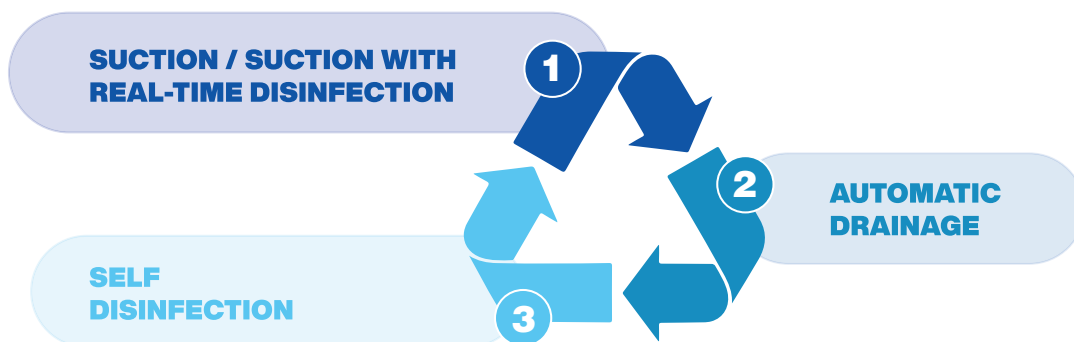 1
SUCTION / SUCTION WITH
REAL-TIME DISINFECTION
2
AUTOMATIC
DRAINAGE
3
SELF
DISINFECTION